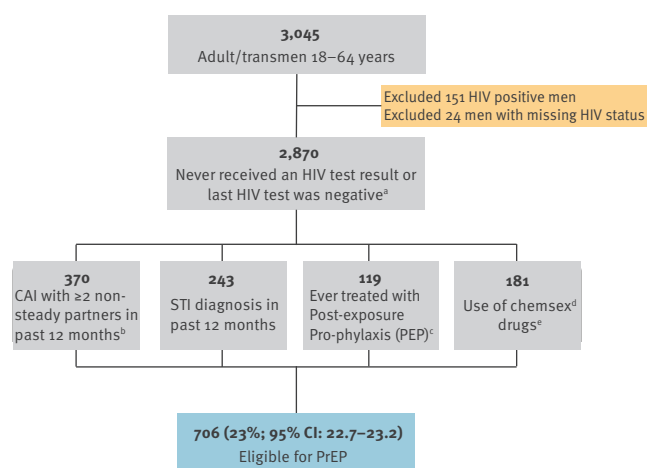 3,045
Adult/transmen 18–64 years
Excluded 151 HIV positive men
Excluded 24 men with missing HIV status
2,870
Never received an HIV test result or
last HIV test was negativeᵃ
370
CAI with ≥2 non-
steady partners in
past 12 monthsᵇ
243
STI diagnosis in
past 12 months
119
Ever treated with
Post-exposure
Pro-phylaxis (PEP)ᶜ
181
Use of chemsexᵈ
drugsᵉ
706 (23%; 95% CI: 22.7–23.2)
Eligible for PrEP